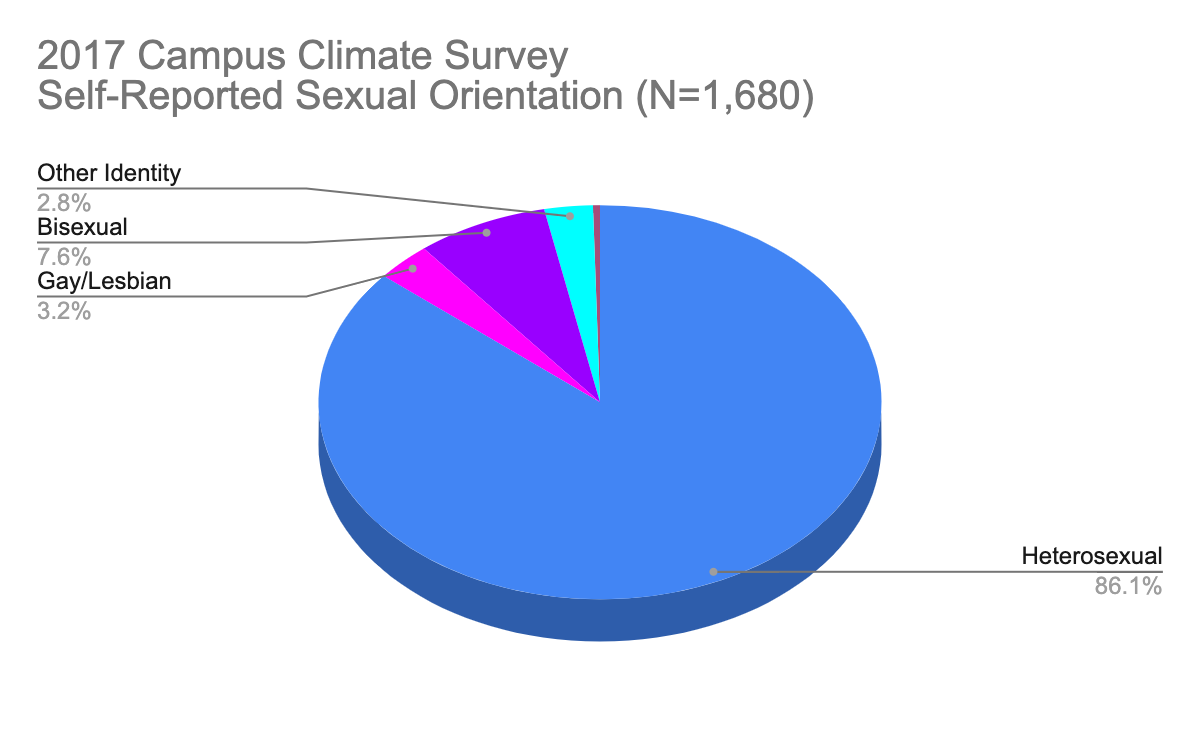 2017 Campus Climate Survey
Self-Reported Sexual Orientation (N=1,680)
Other Identity
2.8%
Bisexual
7.6%
Gay/Lesbian
3.2%
Heterosexual
86.1%